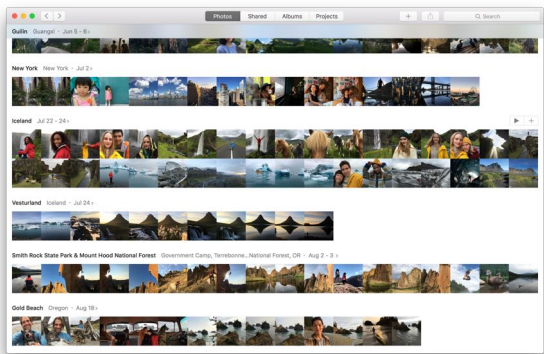 Photos Shared Albums Projects Search
Guilin Guangxi · Jun 5 – 6 ›
New York New York · Jul 2 ›
Iceland Jul 22 – 24 ›
Vesturland Iceland · Jul 24 ›
Smith Rock State Park & Mount Hood National Forest Government Camp, Terrebonne...National Forest, OR · Aug 2 – 3 ›
Gold Beach Oregon · Aug 18 ›